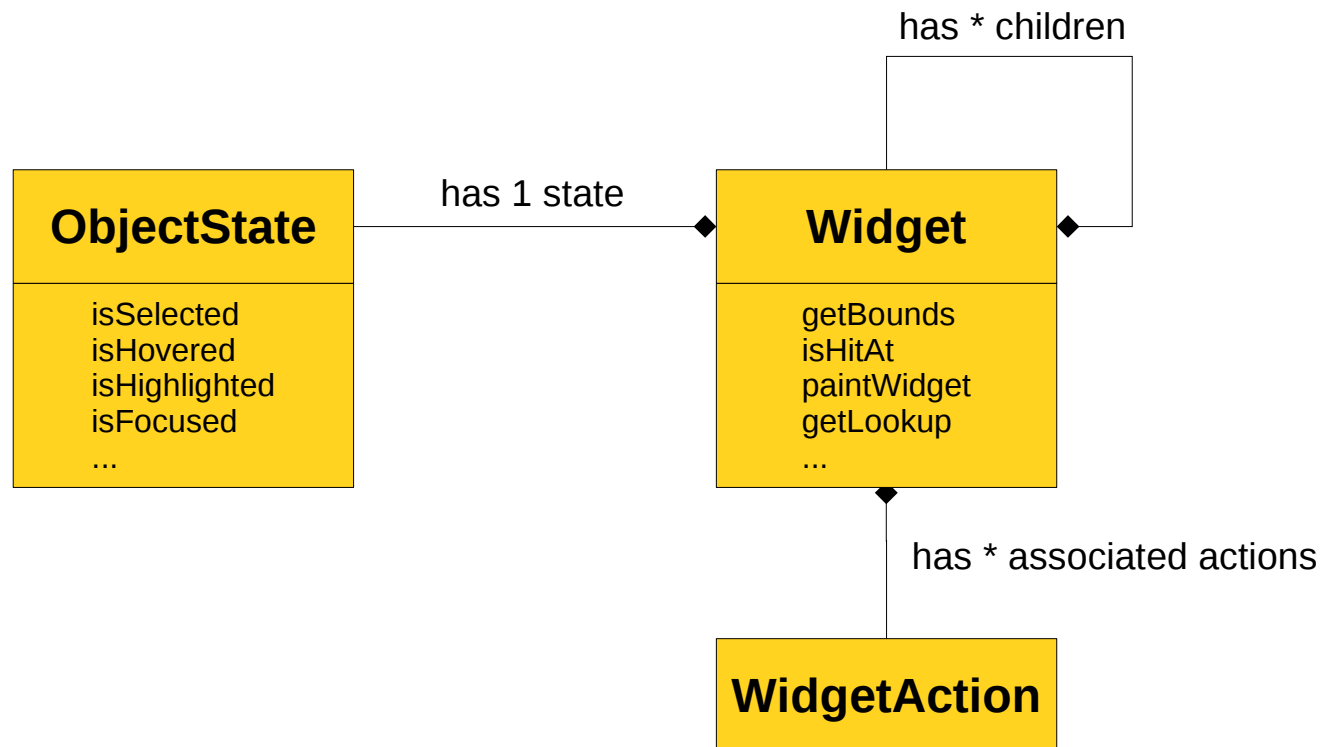 has * children
has 1 state
ObjectState
isSelected
isHovered
isHighlighted
isFocused
...
Widget
getBounds
isHitAt
paintWidget
getLookup
...
has * associated actions
WidgetAction